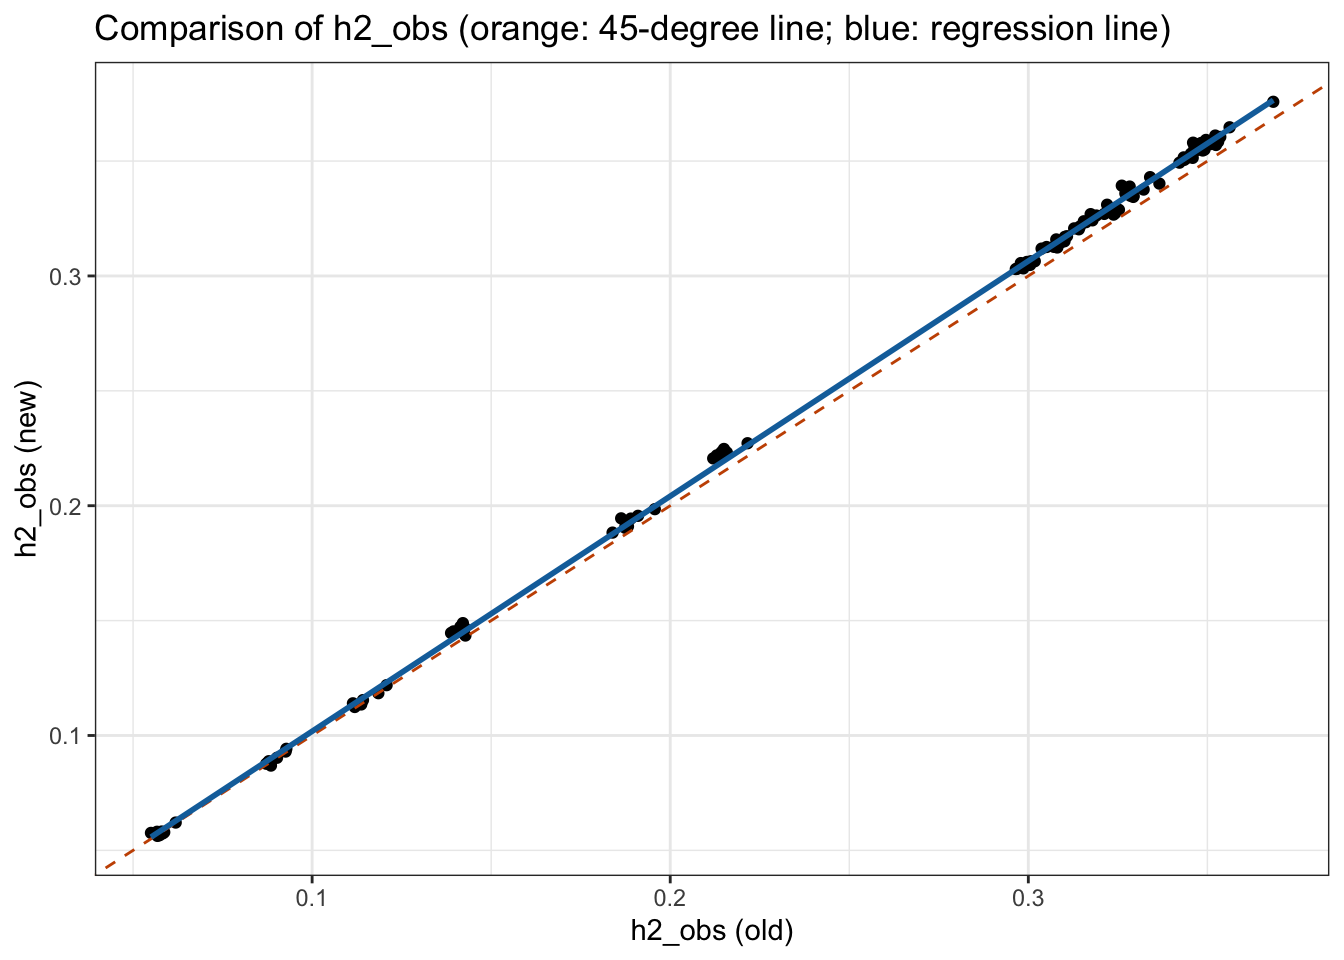 Comparison of h2_obs (orange: 45-degree line; blue: regression line)
h2_obs (new)
0.3
0.2
0.1
0.1 0.2 0.3
h2_obs (old)